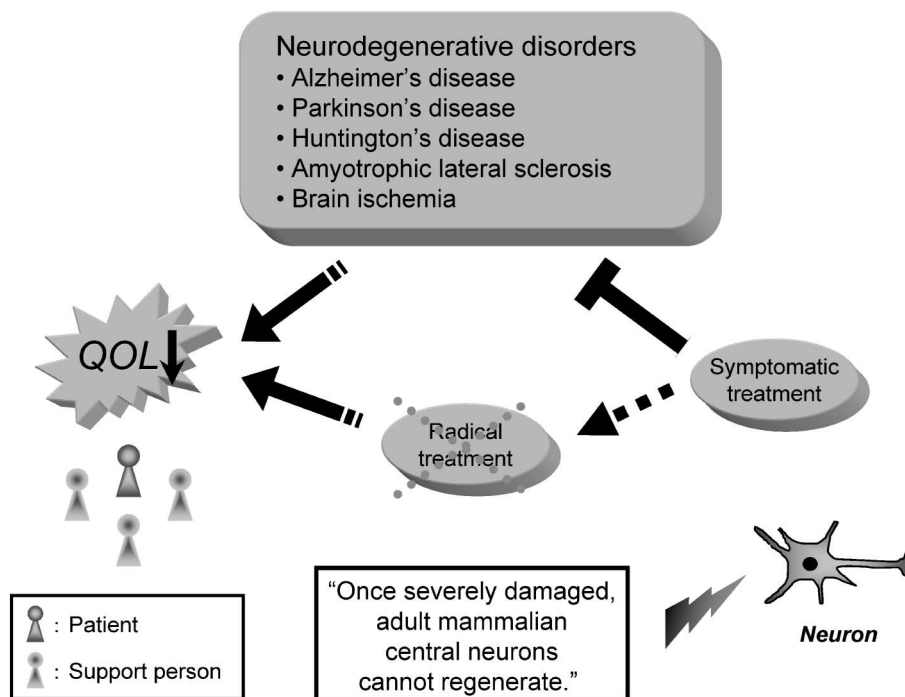 Neurodegenerative disorders
• Alzheimer’s disease
• Parkinson’s disease
• Huntington’s disease
• Amyotrophic lateral sclerosis
• Brain ischemia
QOL
Symptomatic
treatment
Radical
treatment
: Patient
: Support person
“Once severely damaged,
adult mammalian
central neurons
cannot regenerate.”
Neuron